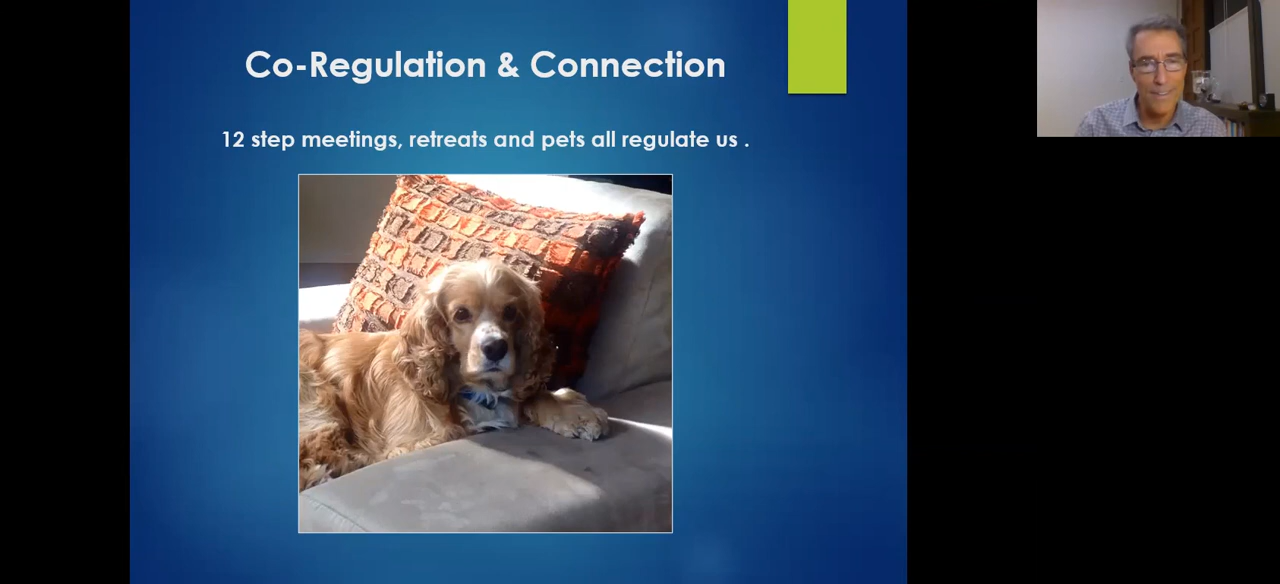 Co-Regulation & Connection
12 step meetings, retreats and pets all regulate us .